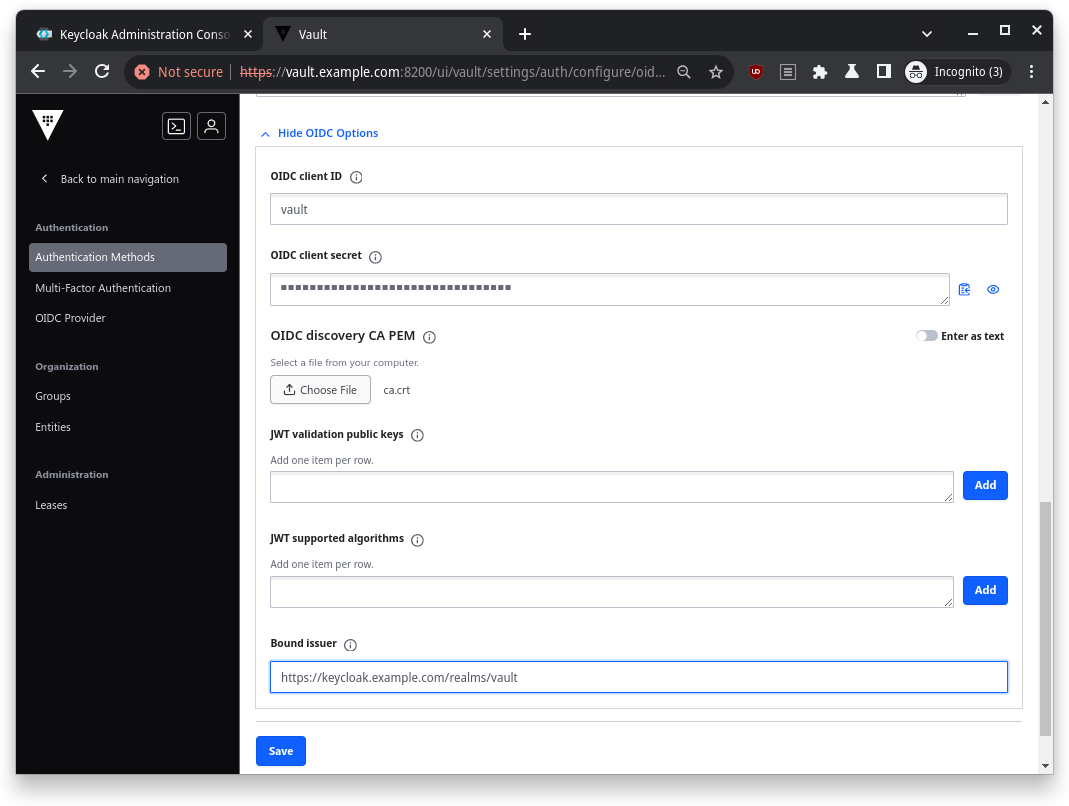 Keycloak Administration Conso
Vault
Not secure
https://vault.example.com:8200/ui/vault/settings/auth/configure/oid...
Incognito (3)
Back to main navigation
Authentication
Authentication Methods
Multi-Factor Authentication
OIDC Provider
Organization
Groups
Entities
Administration
Leases
Hide OIDC Options
OIDC client ID
vault
OIDC client secret
OIDC discovery CA PEM
Enter as text
Select a file from your computer.
Choose File
ca.crt
JWT validation public keys
Add one item per row.
Add
JWT supported algorithms
Add one item per row.
Add
Bound issuer
https://keycloak.example.com/realms/vault
Save